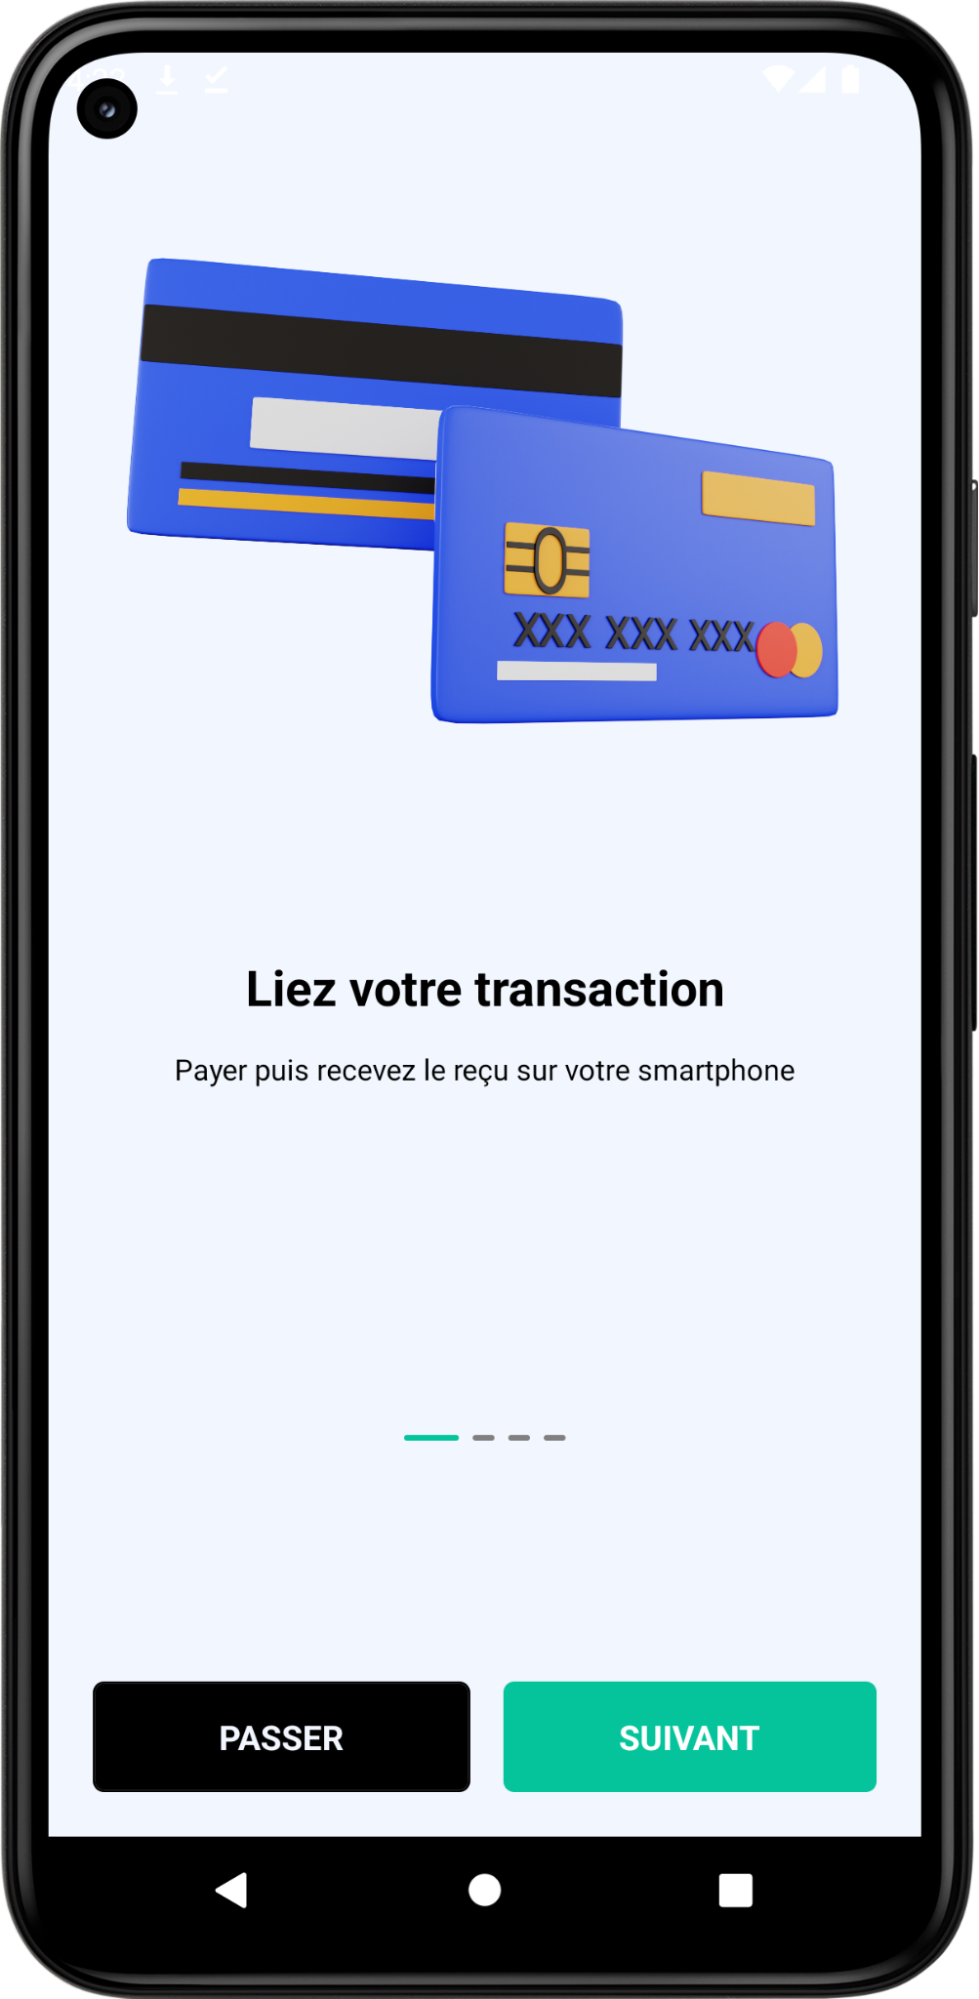 XXX XXX XXX
Liez votre transaction
Payer puis recevez le reçu sur votre smartphone
PASSER
SUIVANT